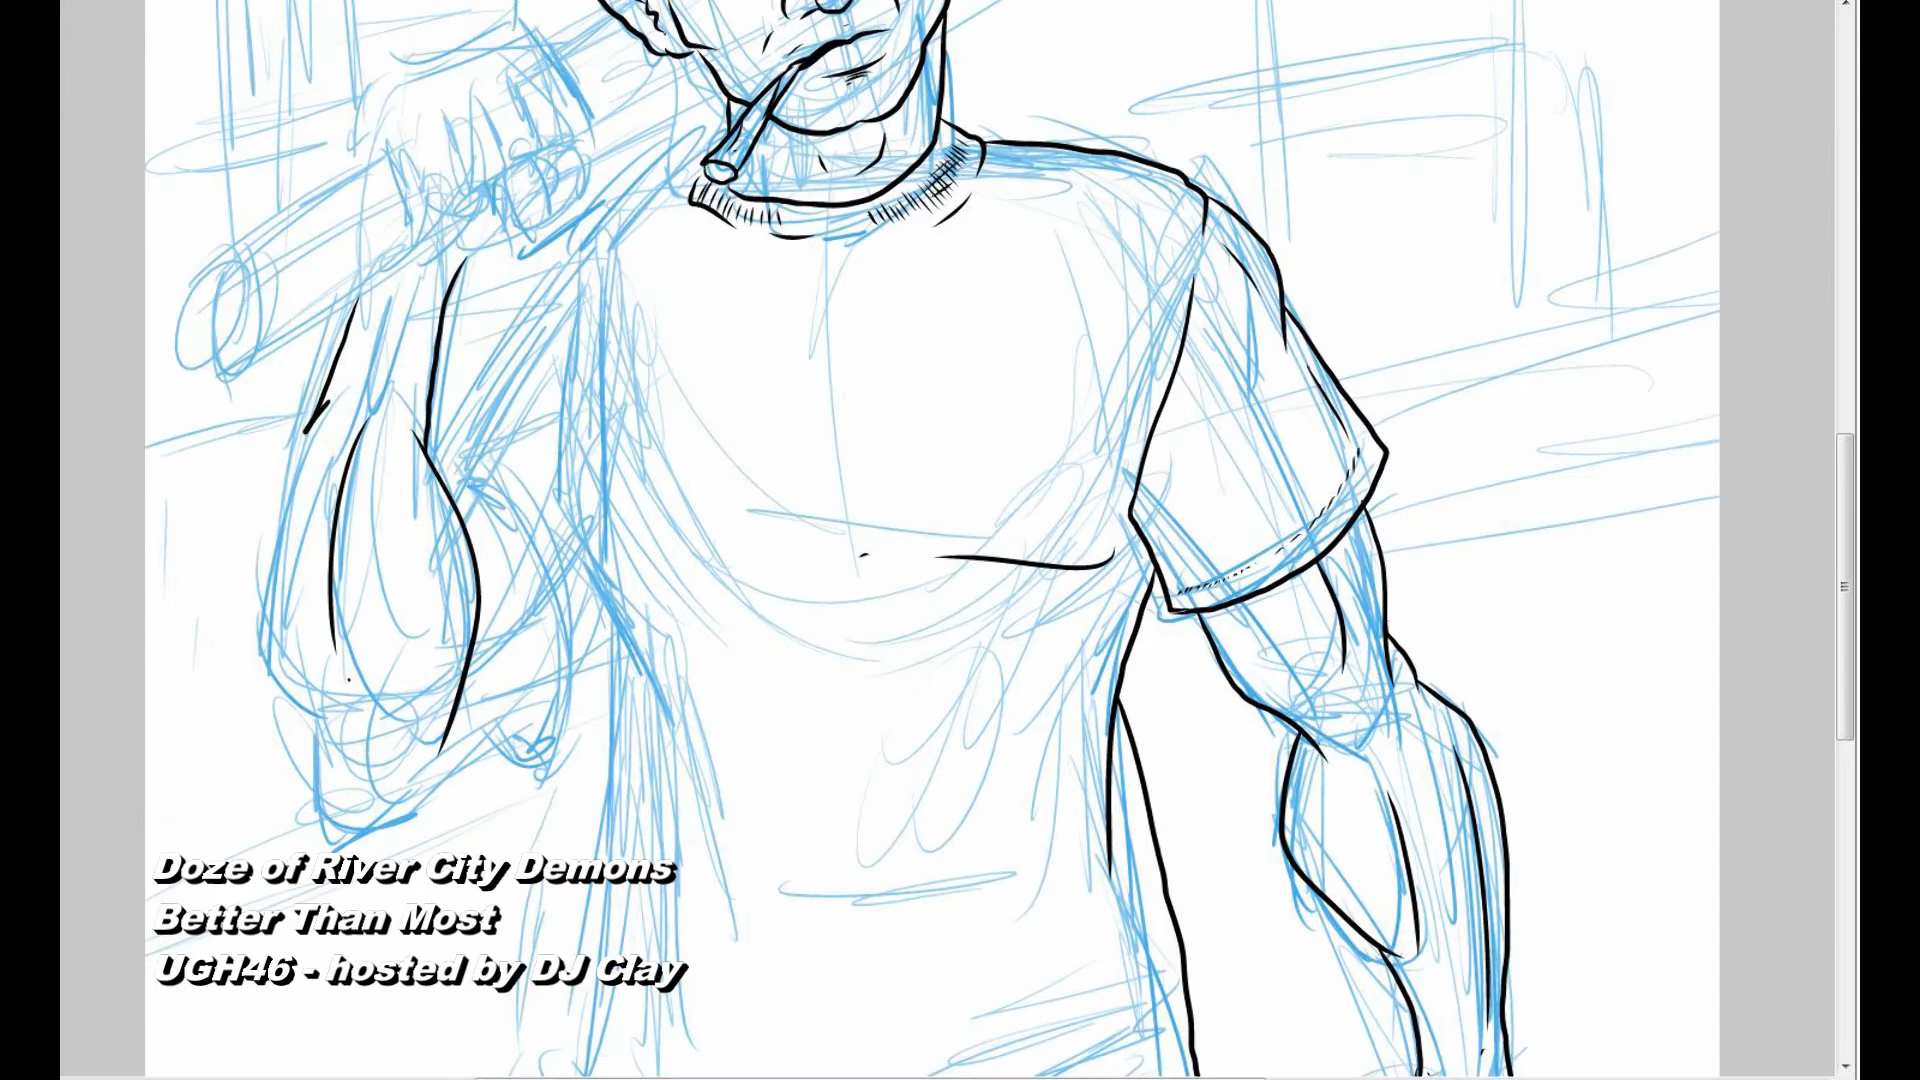 Doze of River City Demons
Better Than Most
UGH46 - hosted by DJ Clay